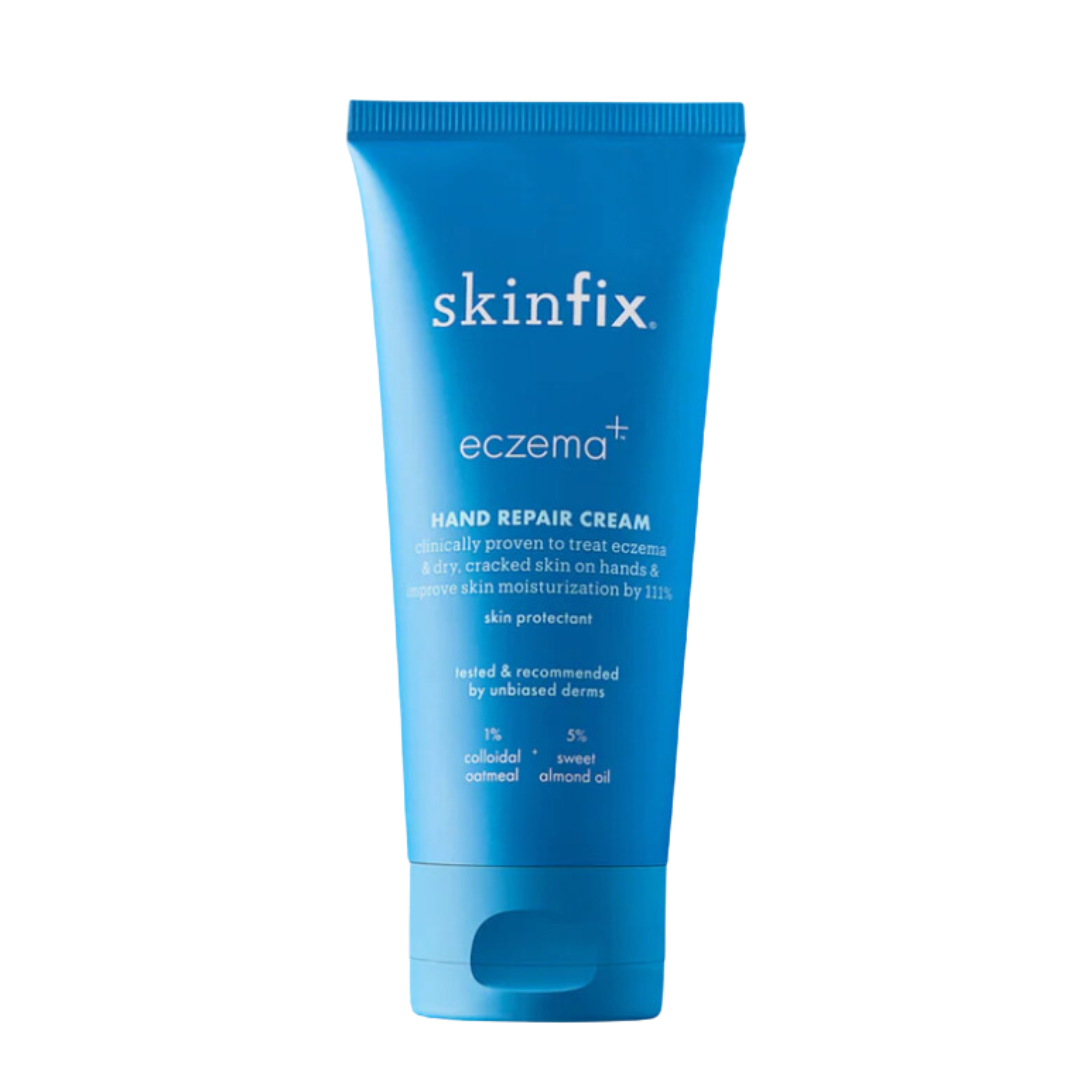 skinfix®
eczema+™
HAND REPAIR CREAM
clinically proven to treat eczema
& dry, cracked skin on hands &
improve skin moisturization by 111%
skin protectant
tested & recommended
by unbiased derms
1% 5%
colloidal + sweet
oatmeal almond oil